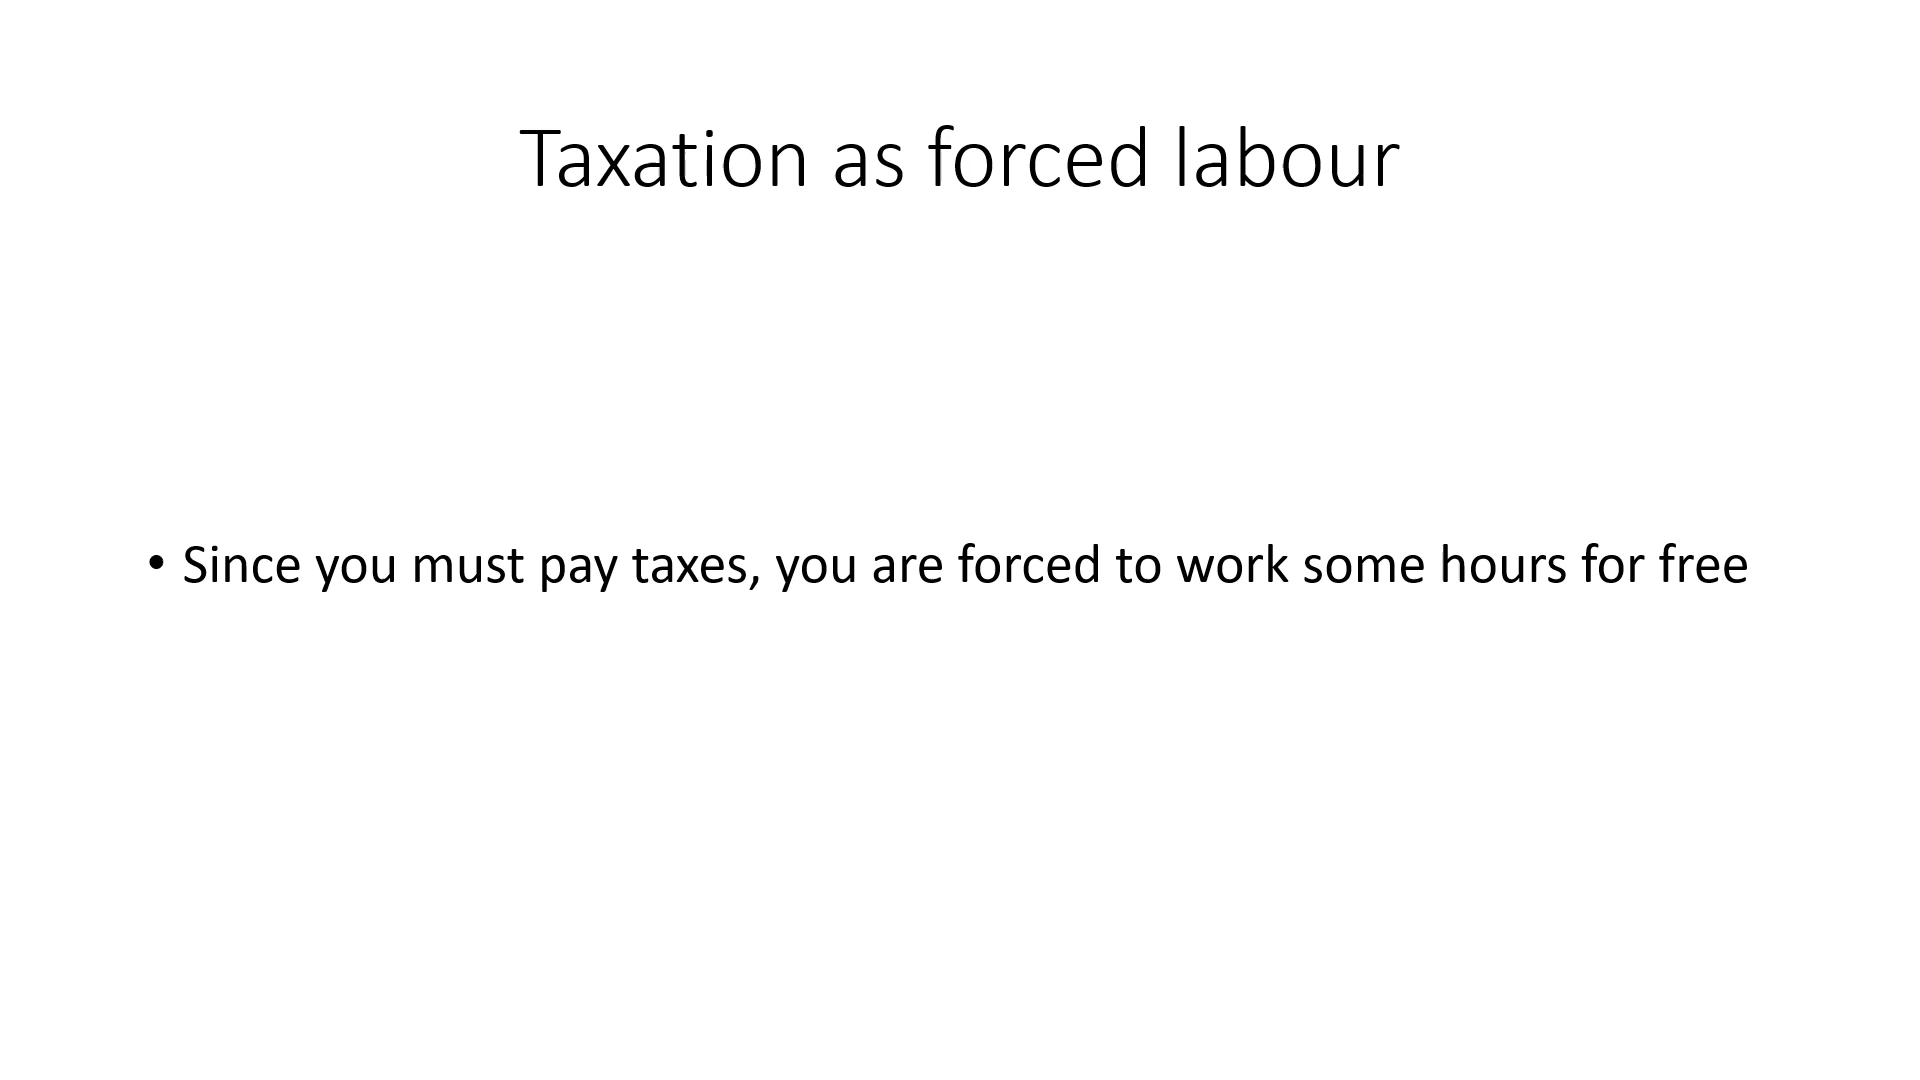 Taxation as forced labour
• Since you must pay taxes, you are forced to work some hours for free